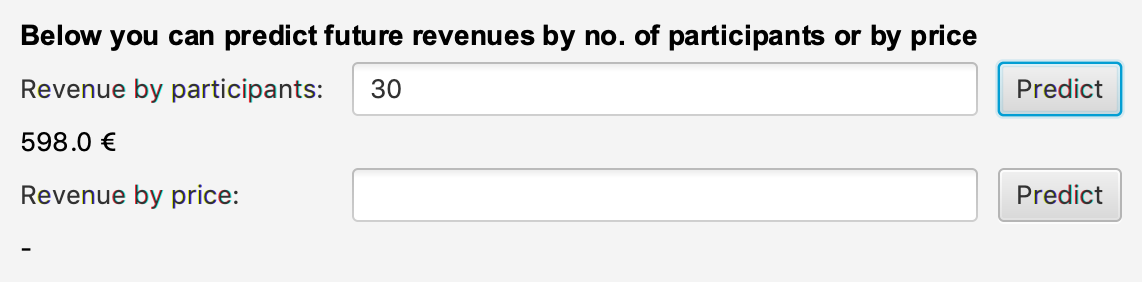 Below you can predict future revenues by no. of participants or by price
Revenue by participants: 30 Predict
598.0 €
Revenue by price: Predict
-